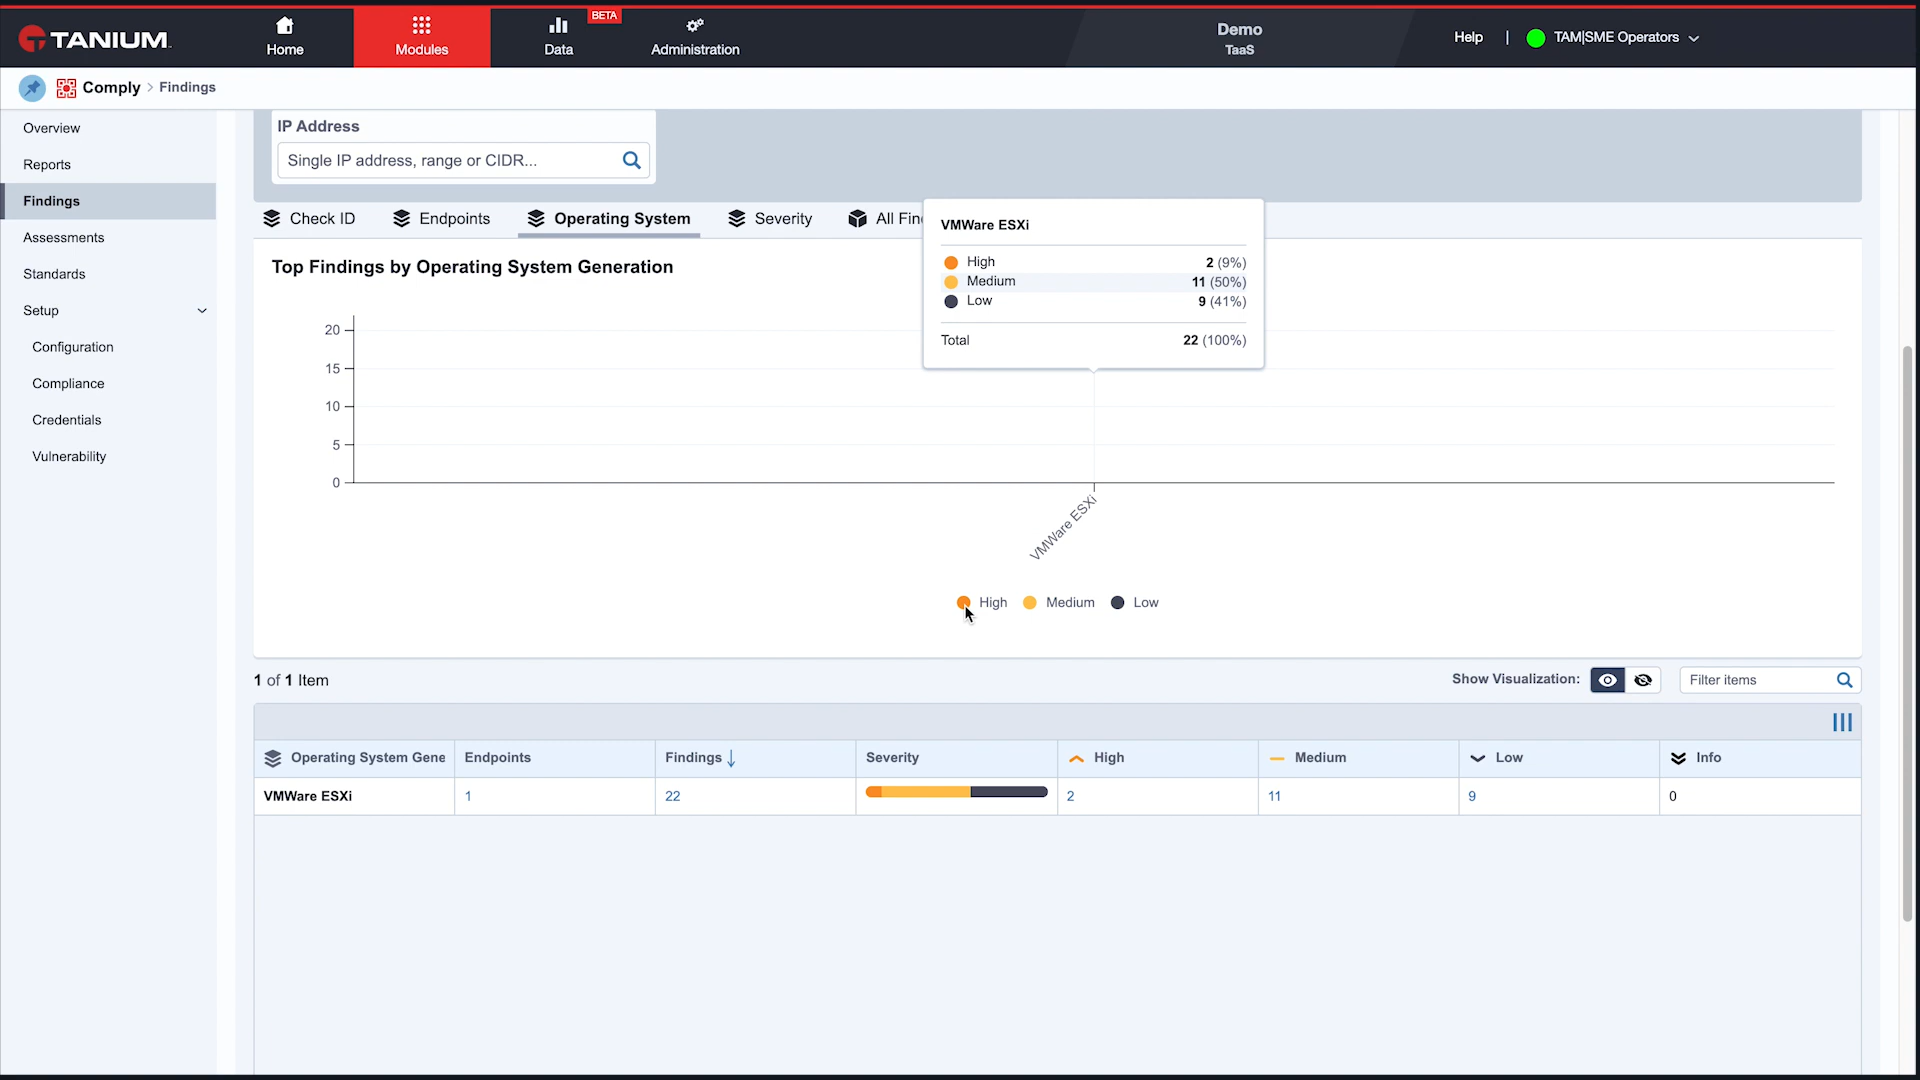 TANIUM
Home
Modules
Data
BETA
Administration
Demo
TaaS
Help
|
TAM|SME Operators
Comply > Findings
Overview
Reports
Findings
Assessments
Standards
Setup
Configuration
Compliance
Credentials
Vulnerability
IP Address
Single IP address, range or CIDR...
Check ID
Endpoints
Operating System
Severity
All Fin
VMWare ESXi
High 2 (9%)
Medium 11 (50%)
Low 9 (41%)
Total 22 (100%)
Top Findings by Operating System Generation
20
15
10
5
0
VMWare ESXi
High Medium Low
1 of 1 Item
Show Visualization:
Filter items
Operating System Gene Endpoints Findings Severity High Medium Low Info
VMWare ESXi 1 22 2 11 9 0